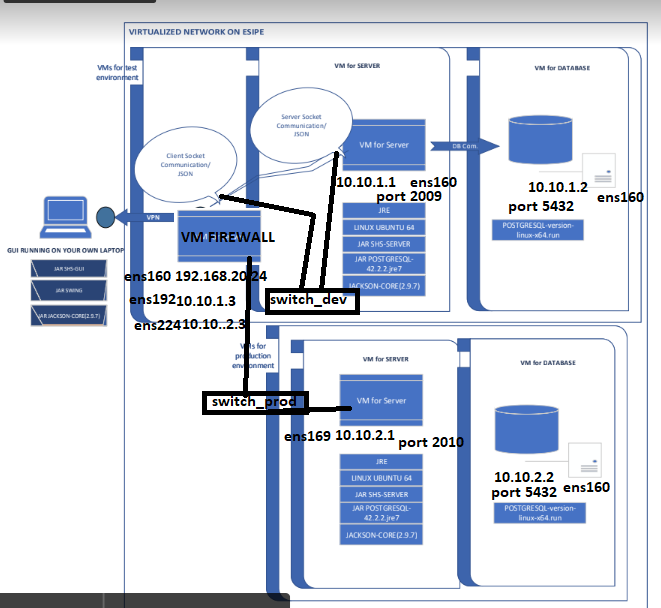 VIRTUALIZED NETWORK ON ESIPE
VMs for test
environment
VM for SERVER
VM for DATABASE
Server Socket
Communication/
JSON
Client Socket
Communication/
JSON
VM for Server
DB Com.
10.10.1.1 ens160
port 2009
10.10.1.2
ens160
port 5432
JRE
LINUX UBUNTU 64
JAR SHS-SERVER
JAR POSTGRESQL-
42.2.2.jre7
JACKSON-CORE(2.9.7)
POSTGRESQL-version-
linux-x64.run
VPN
VM FIREWALL
GUI RUNNING ON YOUR OWN LAPTOP
JAR SHS-GUI
JAR SWING
JAR JACKSON-CORE(2.9.7)
ens160 192.168.20/24
ens192 10.10.1.3
ens224 10.10..2.3
switch_dev
VMs for
production
environment
VM for SERVER
VM for DATABASE
VM for Server
switch_prod
ens169 10.10.2.1
port 2010
JRE
LINUX UBUNTU 64
JAR SHS-SERVER
JAR POSTGRESQL-
42.2.2.jre7
JACKSON-CORE(2.9.7)
10.10.2.2
port 5432
ens160
POSTGRESQL-version-
linux-x64.run